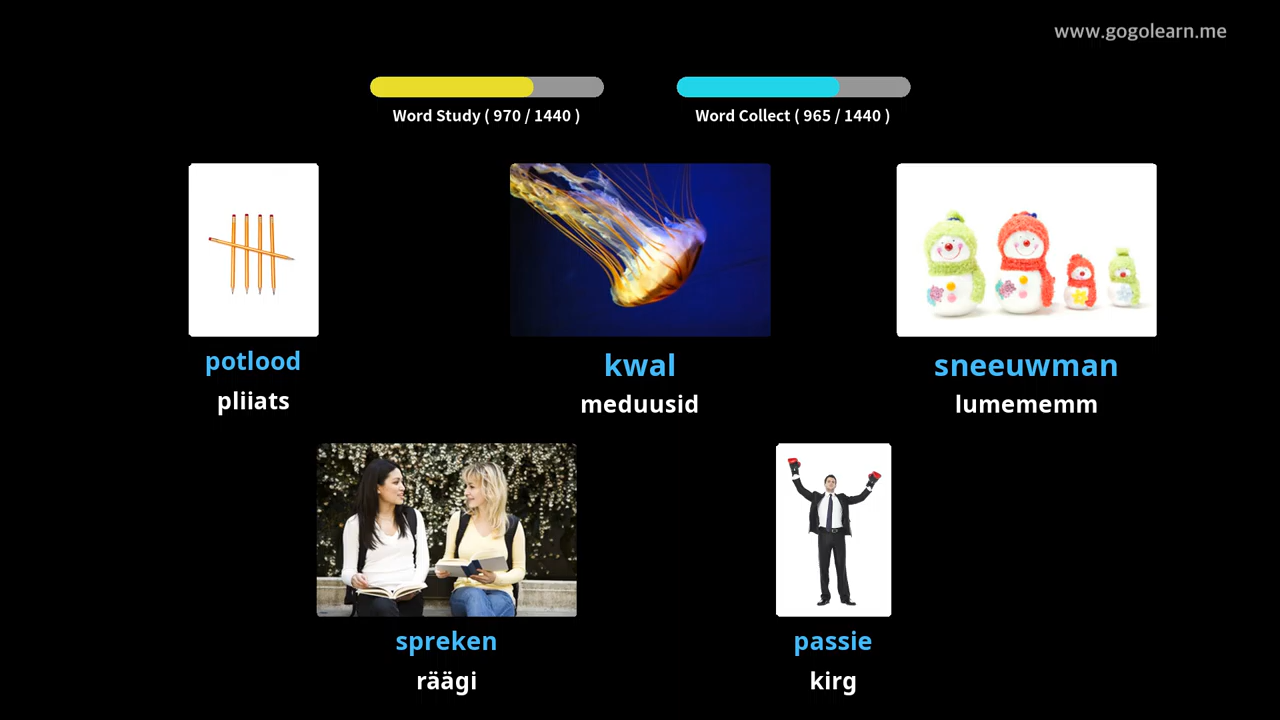 www.gogolearn.me
Word Study ( 970 / 1440 )
Word Collect ( 965 / 1440 )
potlood
pliiats
kwal
meduusid
sneeuwman
lumememm
spreken
räägi
passie
kirg